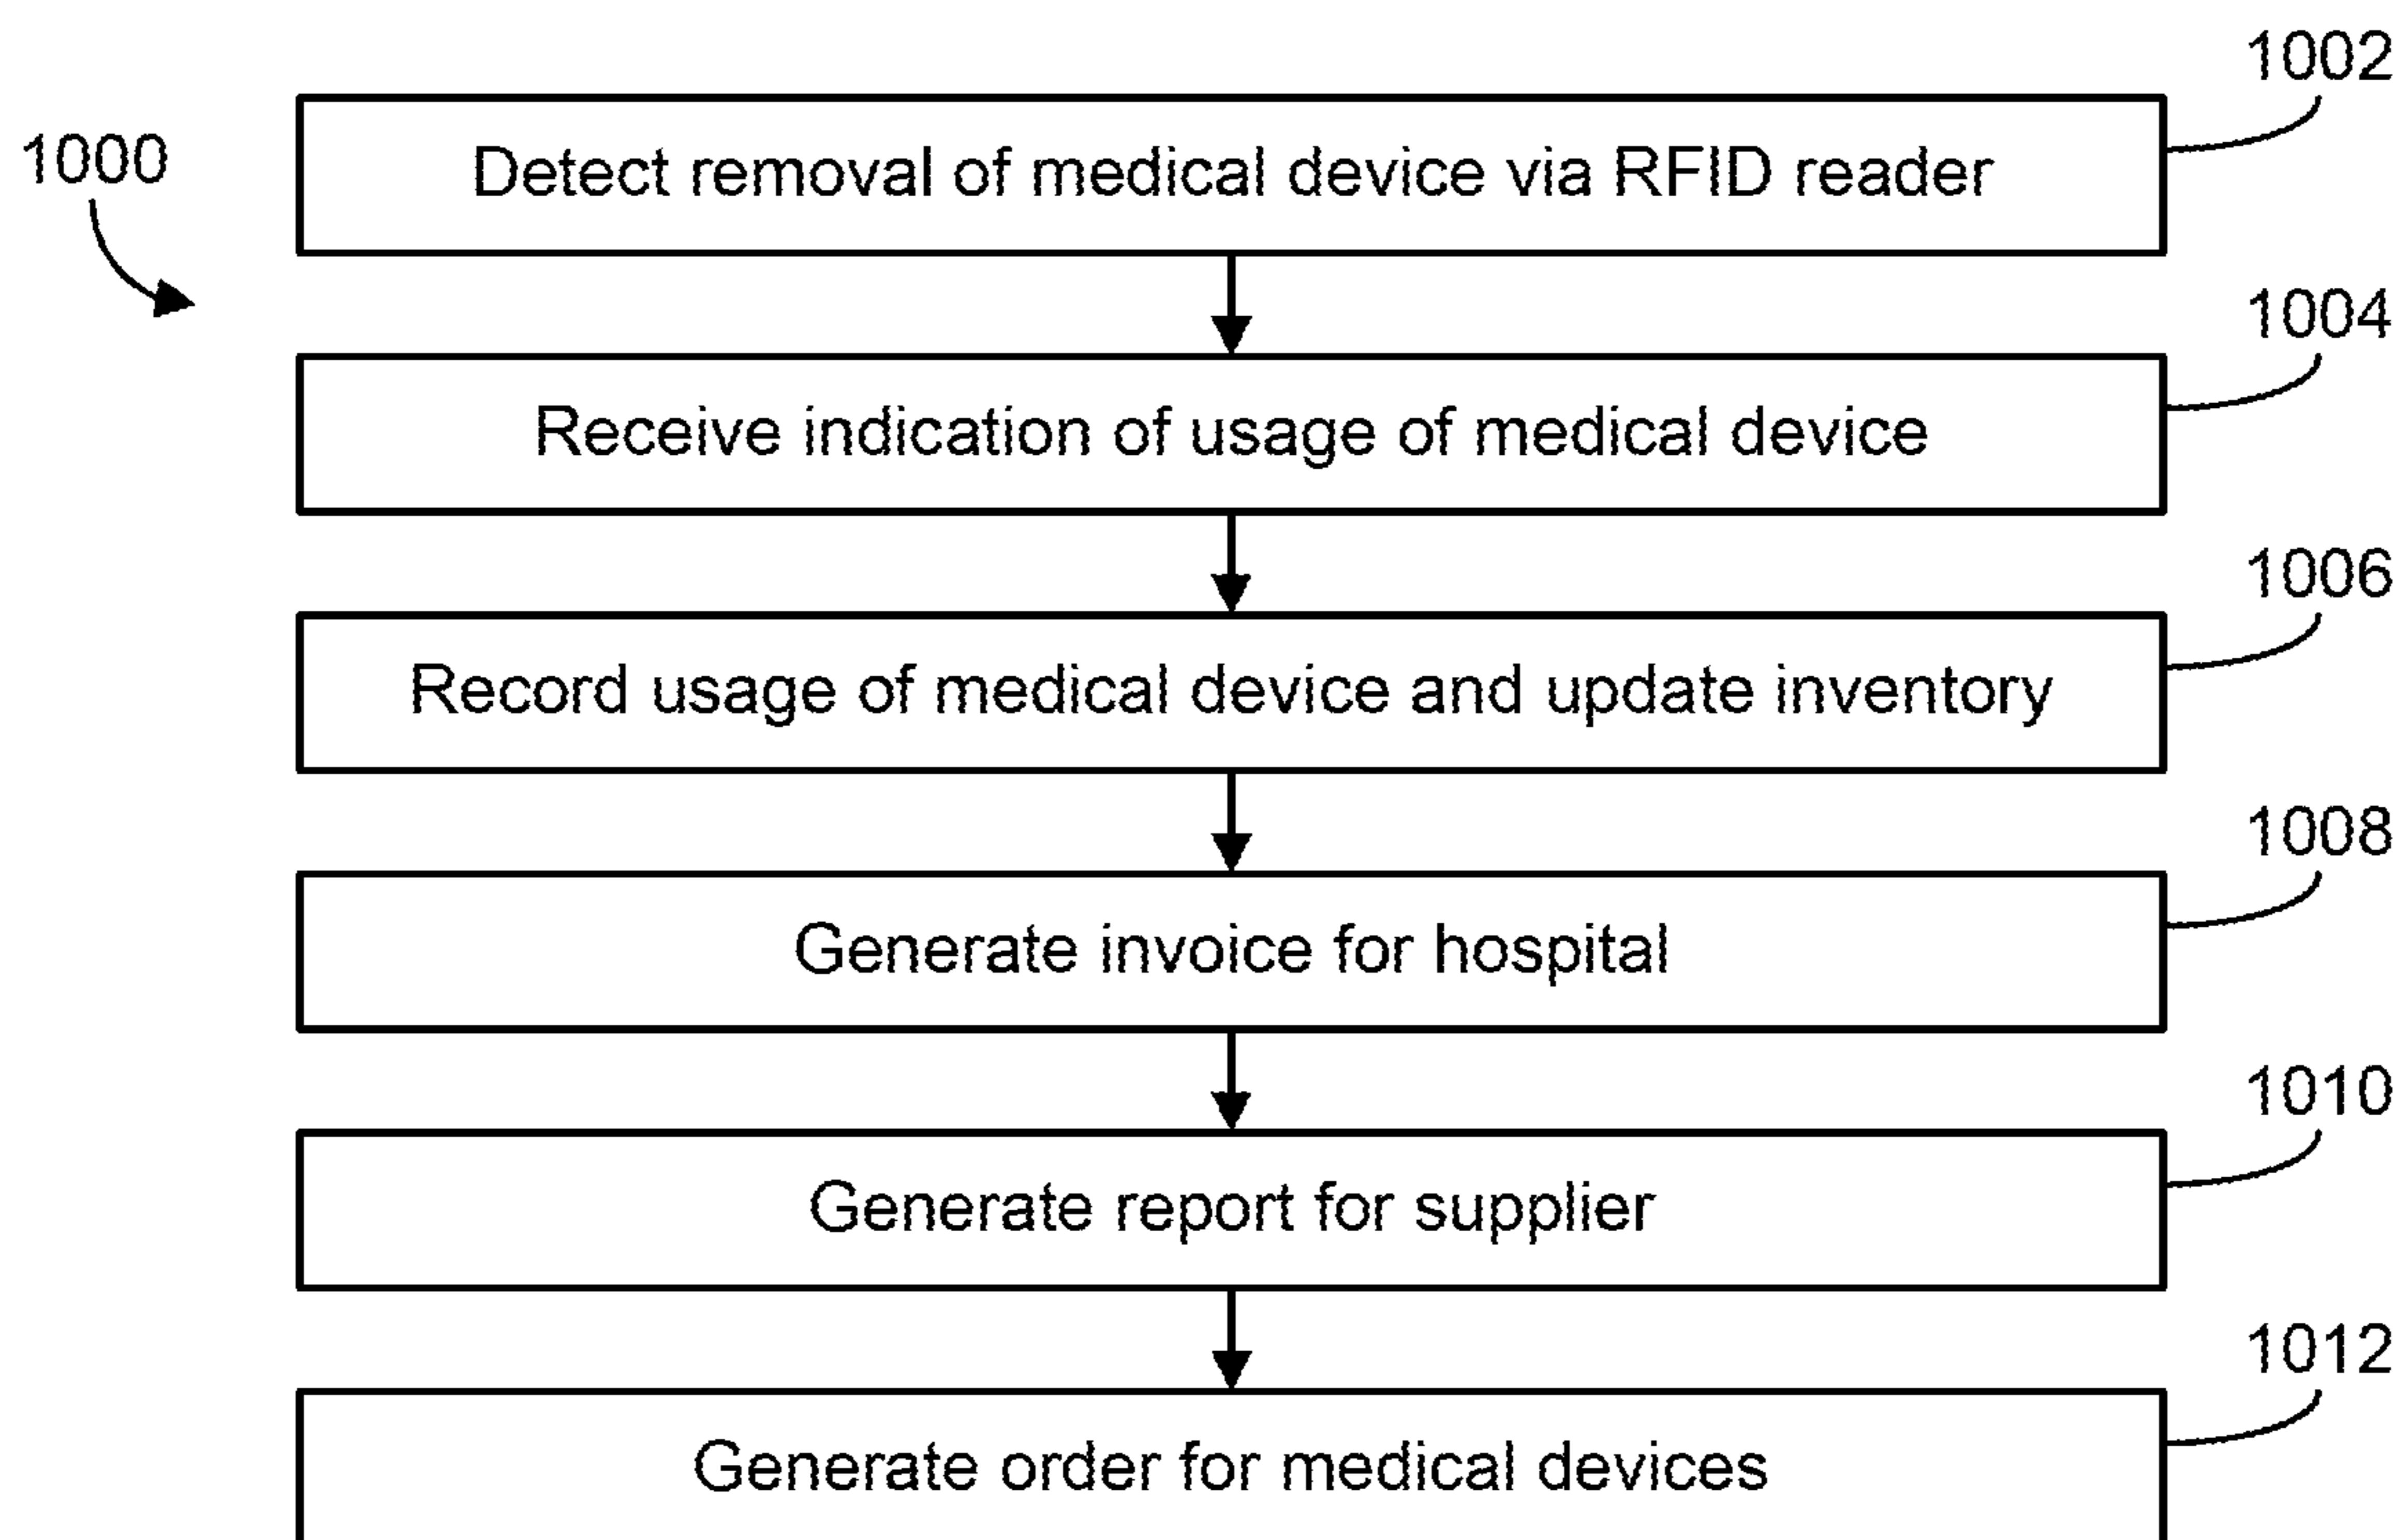 1002
1000
Detect removal of medical device via RFID reader
1004
Receive indication of usage of medical device
1006
Record usage of medical device and update inventory
1008
Generate invoice for hospital
1010
Generate report for supplier
1012
Generate order for medical devices